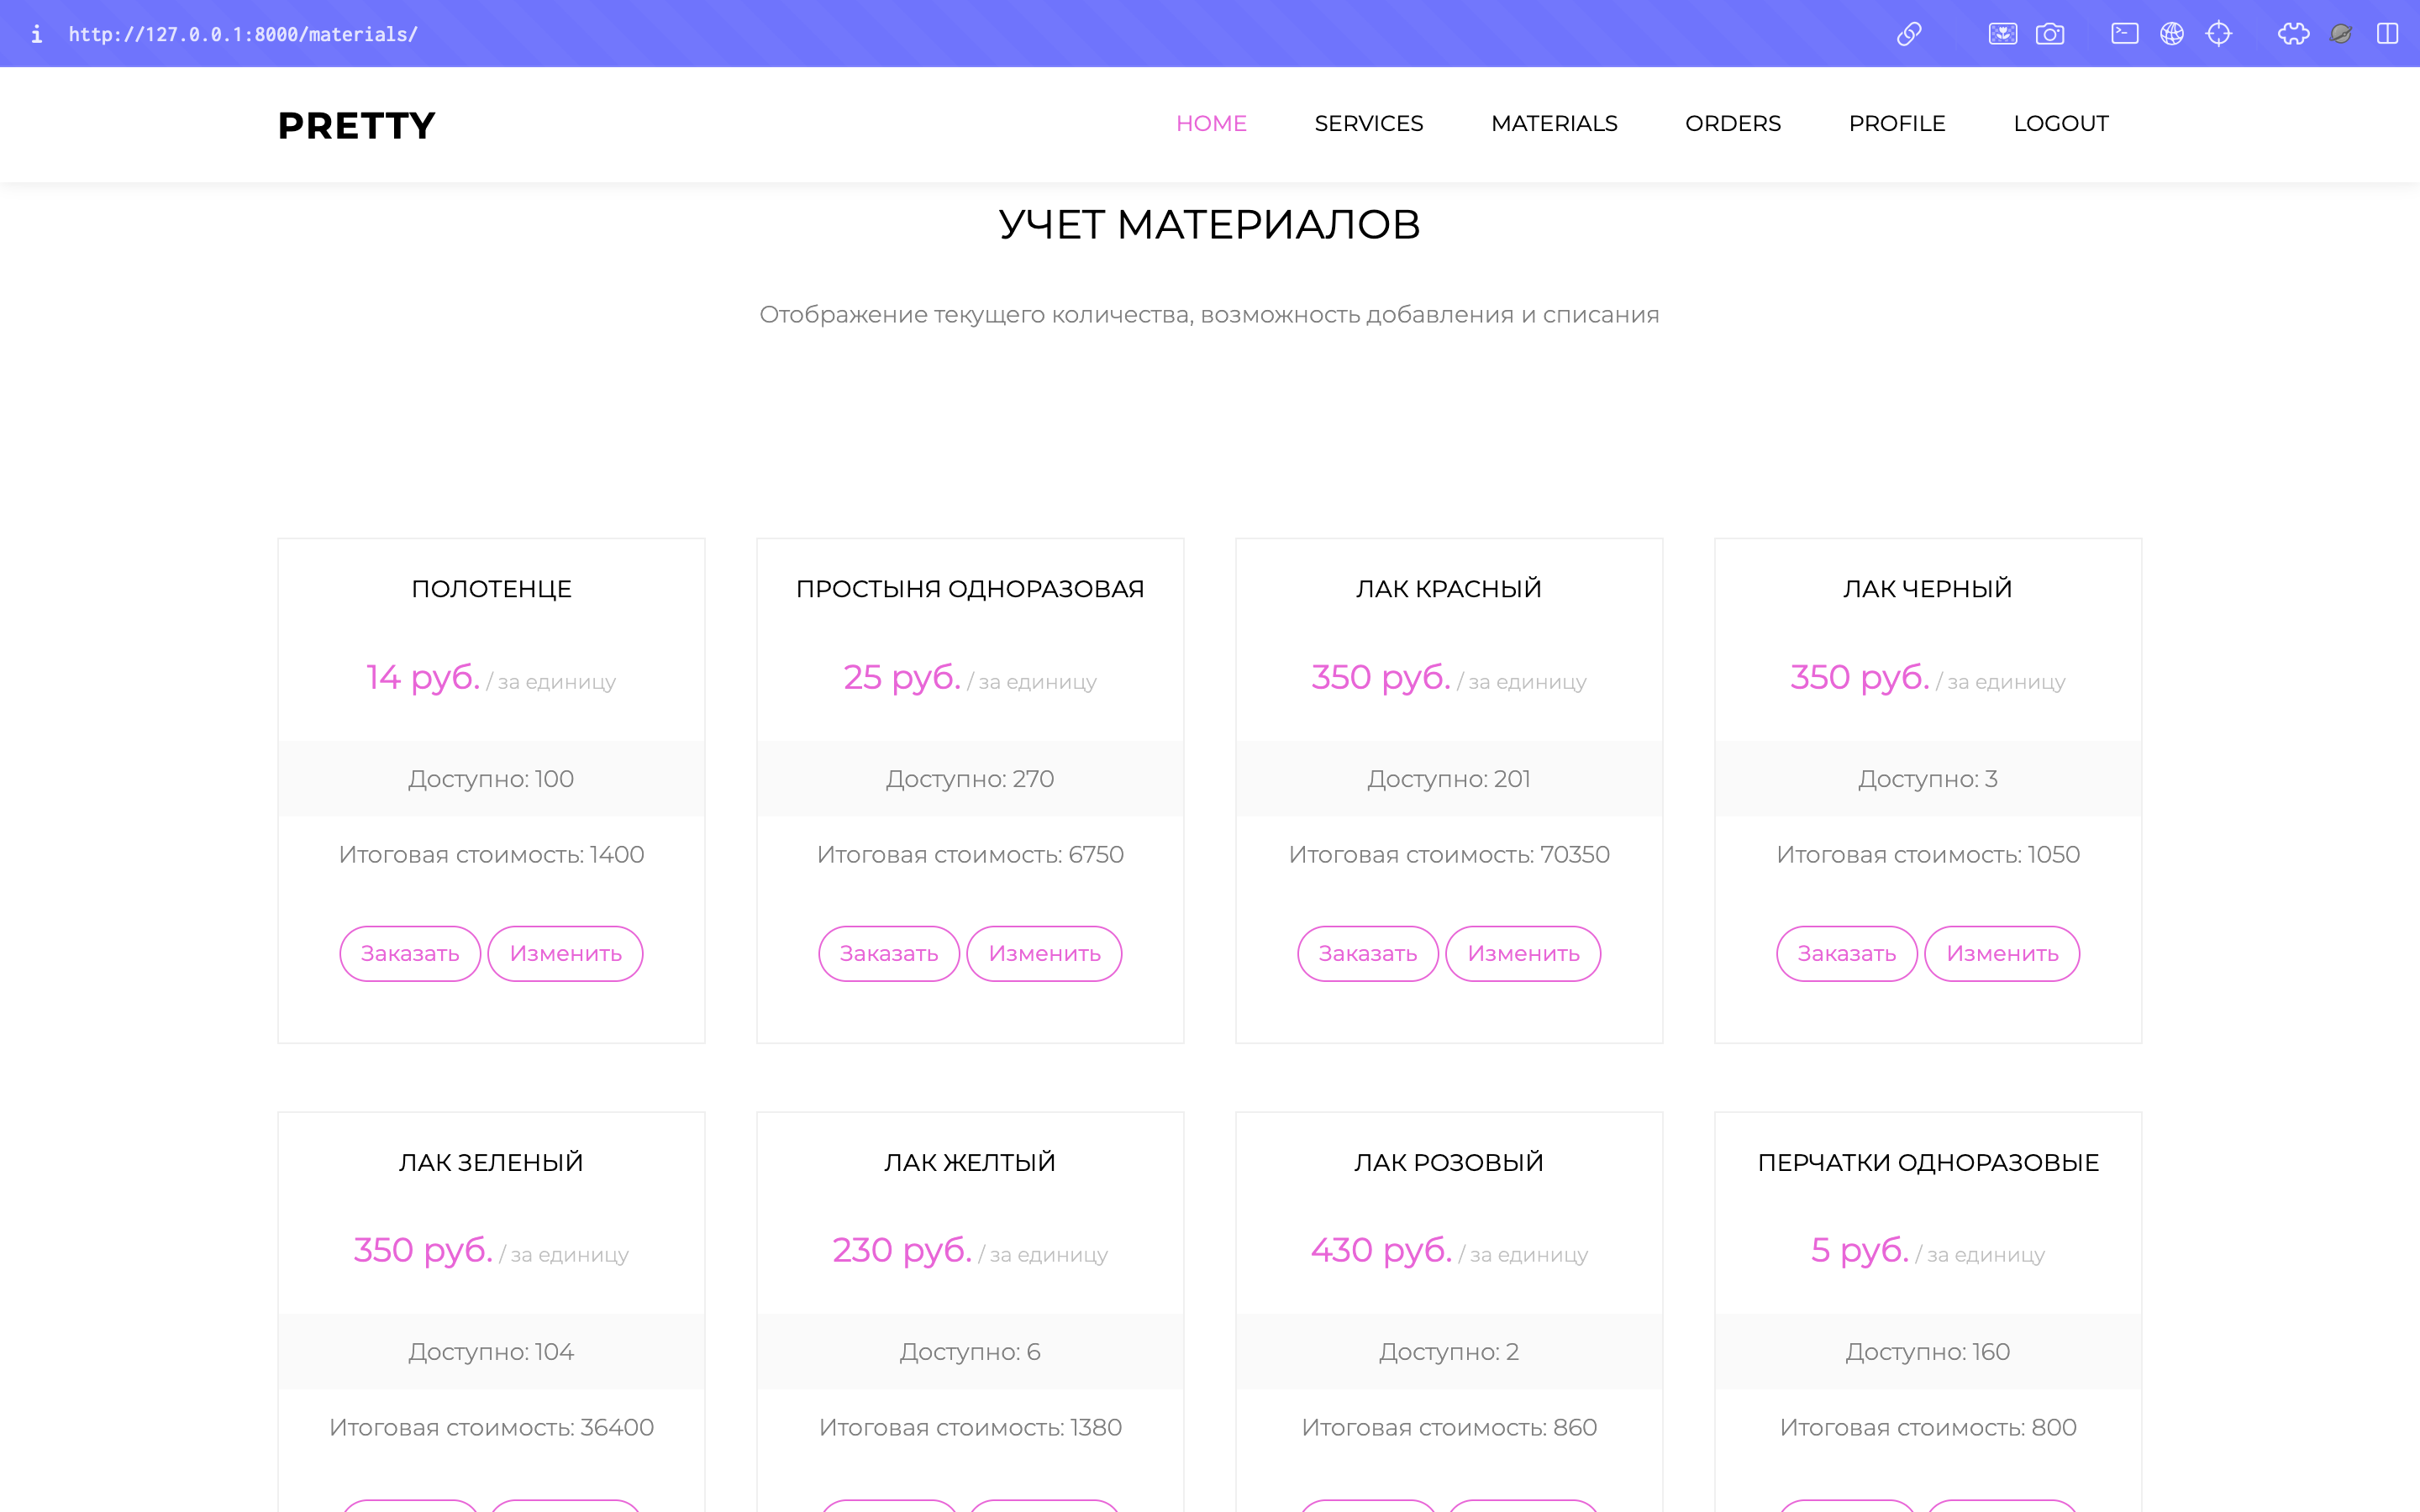 http://127.0.0.1:8000/materials/
PRETTY
HOME SERVICES MATERIALS ORDERS PROFILE LOGOUT
УЧЕТ МАТЕРИАЛОВ
Отображение текущего количества, возможность добавления и списания
ПОЛОТЕНЦЕ
14 руб. / за единицу
Доступно: 100
Итоговая стоимость: 1400
Заказать Изменить
ПРОСТЫНЯ ОДНОРАЗОВАЯ
25 руб. / за единицу
Доступно: 270
Итоговая стоимость: 6750
Заказать Изменить
ЛАК КРАСНЫЙ
350 руб. / за единицу
Доступно: 201
Итоговая стоимость: 70350
Заказать Изменить
ЛАК ЧЕРНЫЙ
350 руб. / за единицу
Доступно: 3
Итоговая стоимость: 1050
Заказать Изменить
ЛАК ЗЕЛЕНЫЙ
350 руб. / за единицу
Доступно: 104
Итоговая стоимость: 36400
ЛАК ЖЕЛТЫЙ
230 руб. / за единицу
Доступно: 6
Итоговая стоимость: 1380
ЛАК РОЗОВЫЙ
430 руб. / за единицу
Доступно: 2
Итоговая стоимость: 860
ПЕРЧАТКИ ОДНОРАЗОВЫЕ
5 руб. / за единицу
Доступно: 160
Итоговая стоимость: 800